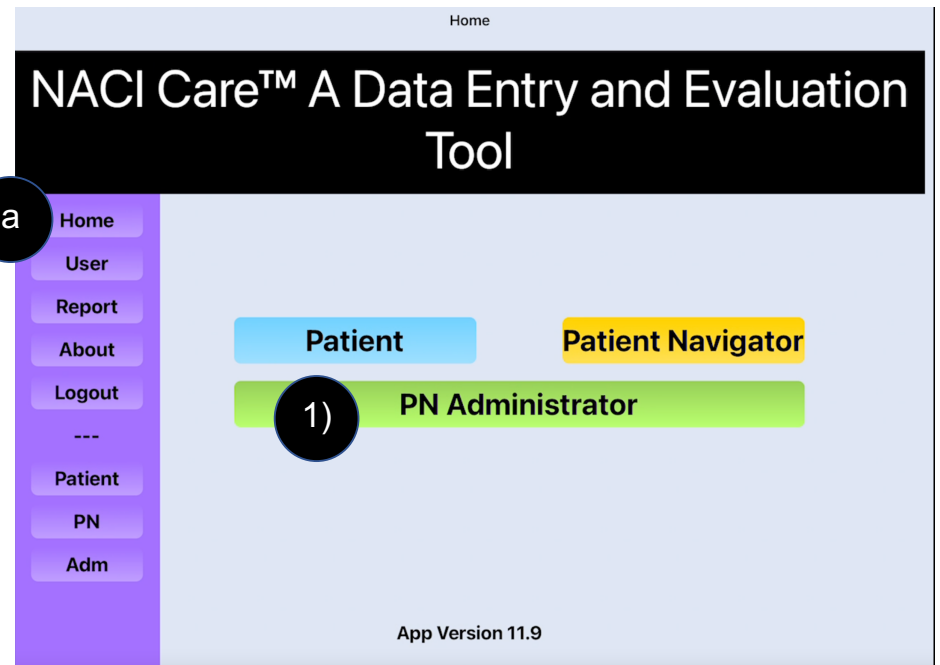 Home
NACI Care™ A Data Entry and Evaluation
Tool
a
Home
User
Report
About
Logout
---
Patient
PN
Adm
Patient
Patient Navigator
1)
PN Administrator
App Version 11.9